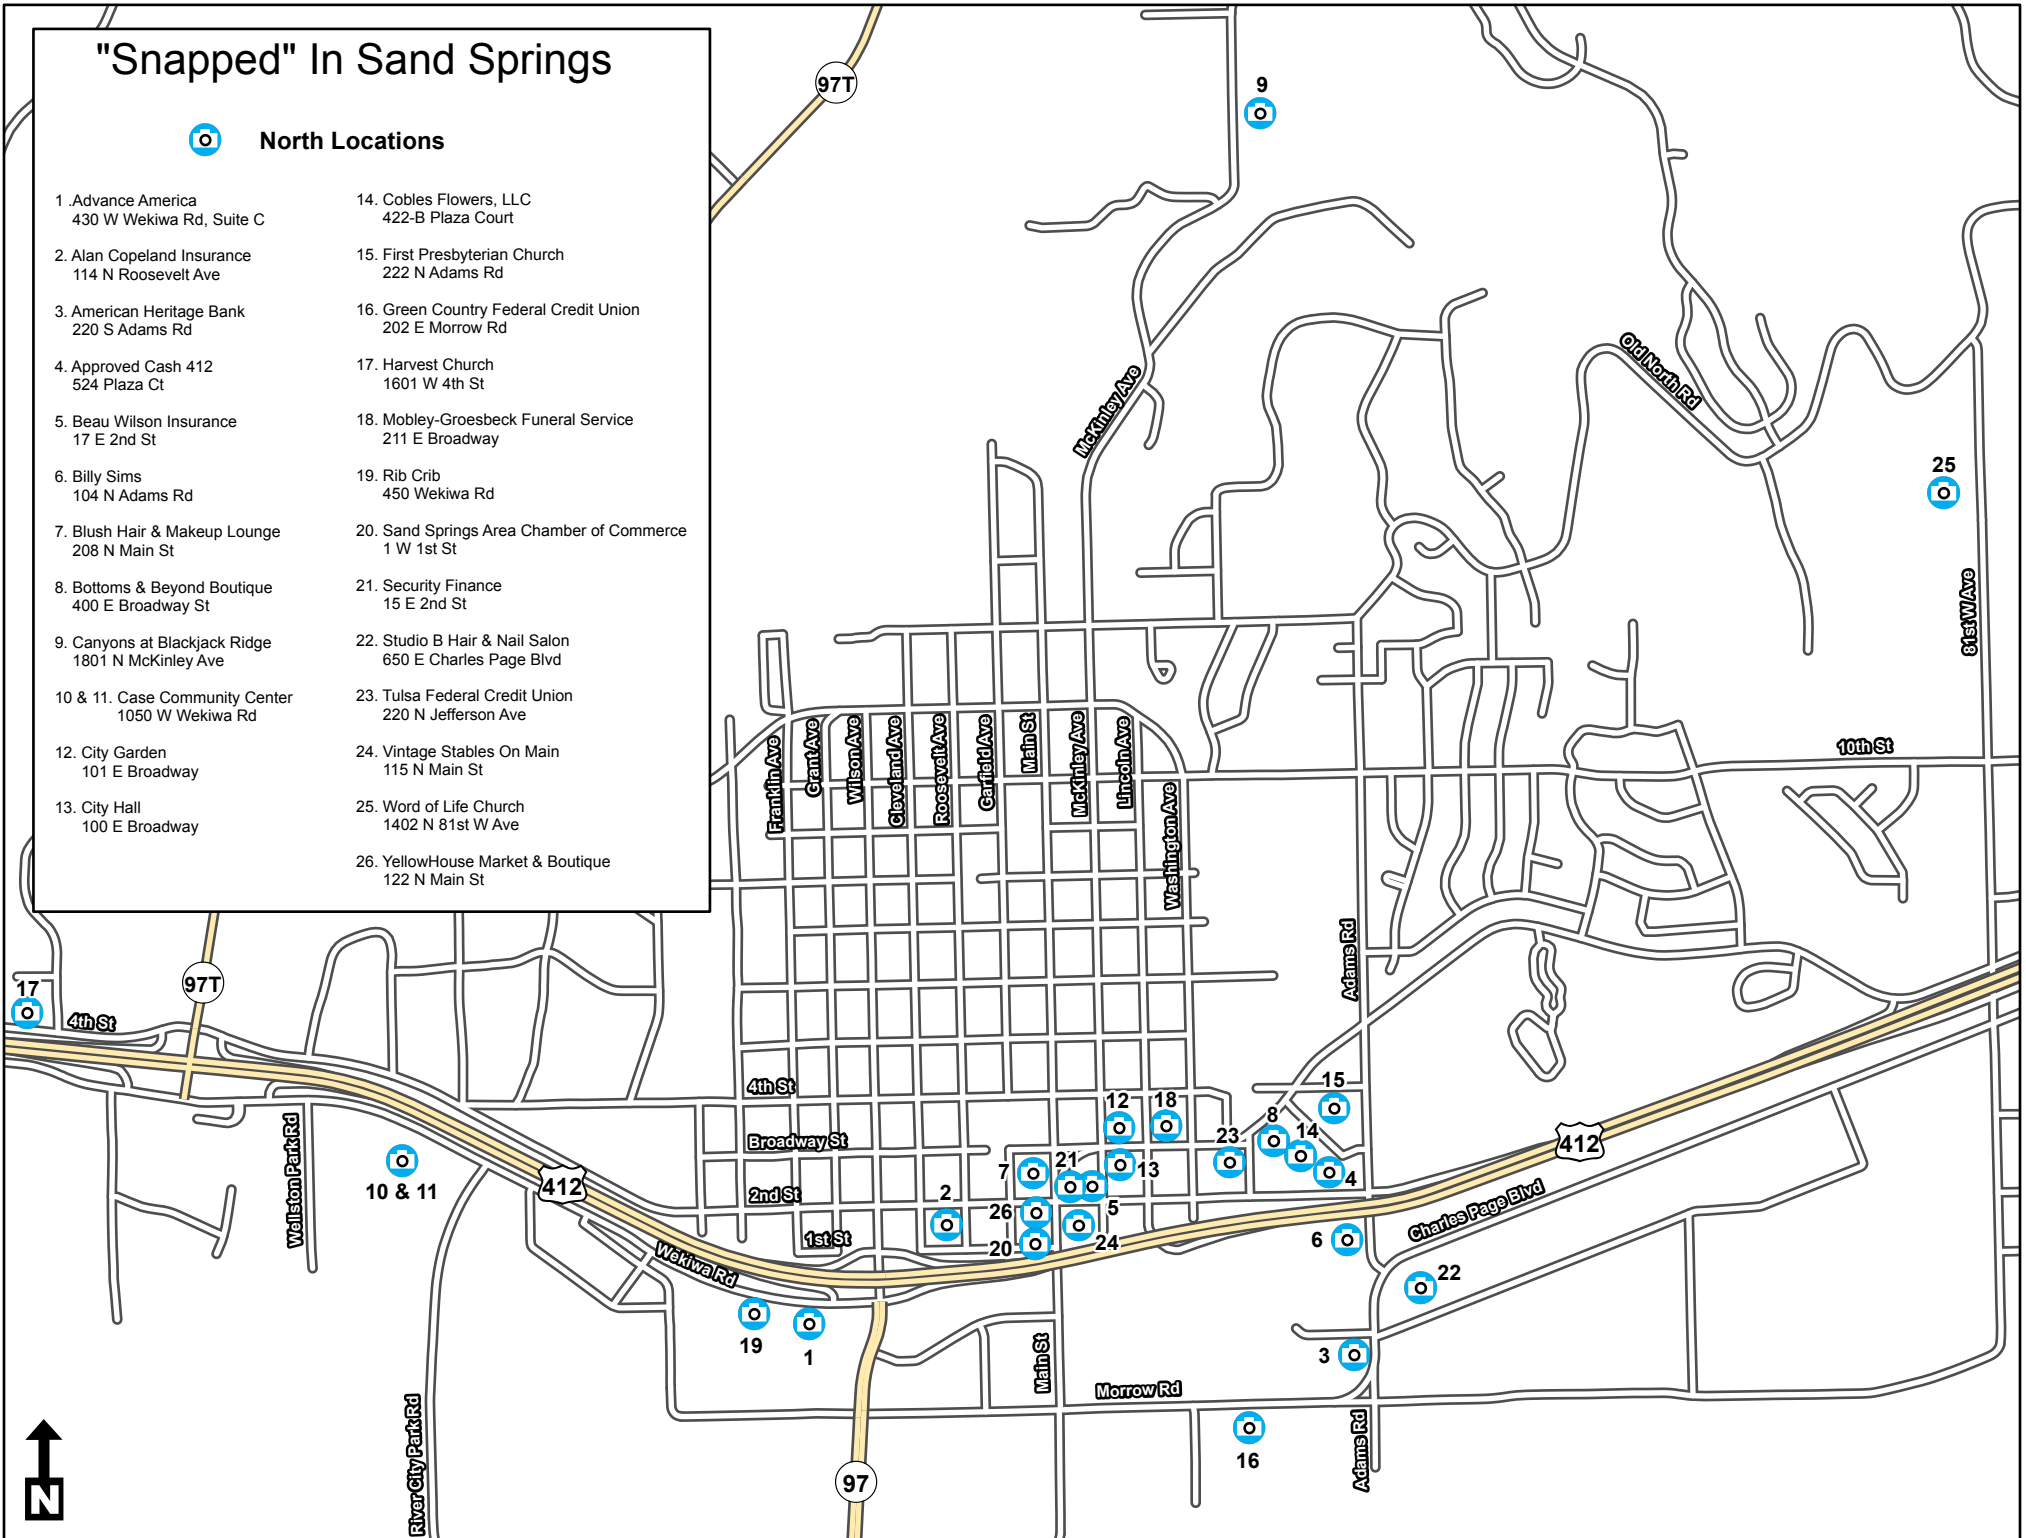 "Snapped" In Sand Springs
North Locations
1 .Advance America
430 W Wekiwa Rd, Suite C
2. Alan Copeland Insurance
114 N Roosevelt Ave
3. American Heritage Bank
220 S Adams Rd
4. Approved Cash 412
524 Plaza Ct
5. Beau Wilson Insurance
17 E 2nd St
6. Billy Sims
104 N Adams Rd
7. Blush Hair & Makeup Lounge
208 N Main St
8. Bottoms & Beyond Boutique
400 E Broadway St
9. Canyons at Blackjack Ridge
1801 N McKinley Ave
10 & 11. Case Community Center
1050 W Wekiwa Rd
12. City Garden
101 E Broadway
13. City Hall
100 E Broadway
14. Cobles Flowers, LLC
422-B Plaza Court
15. First Presbyterian Church
222 N Adams Rd
16. Green Country Federal Credit Union
202 E Morrow Rd
17. Harvest Church
1601 W 4th St
18. Mobley-Groesbeck Funeral Service
211 E Broadway
19. Rib Crib
450 Wekiwa Rd
20. Sand Springs Area Chamber of Commerce
1 W 1st St
21. Security Finance
15 E 2nd St
22. Studio B Hair & Nail Salon
650 E Charles Page Blvd
23. Tulsa Federal Credit Union
220 N Jefferson Ave
24. Vintage Stables On Main
115 N Main St
25. Word of Life Church
1402 N 81st W Ave
26. YellowHouse Market & Boutique
122 N Main St
97T
9
McKinley Ave
Old North Rd
25
81st W Ave
10th St
Franklin Ave
Grant Ave
Wilson Ave
Cleveland Ave
Roosevelt Ave
Garfield Ave
Main St
McKinley Ave
Lincoln Ave
Washington Ave
Adams Rd
17
97T
4th St
4th St
Broadway St
2nd St
1st St
Wellston Park Rd
10 & 11
412
Wekiwa Rd
2
7
21
12
18
13
23
8
14
15
4
26
20
5
24
6
412
Charles Page Blvd
22
3
19
1
Main St
Morrow Rd
16
Adams Rd
River City Park Rd
97
N